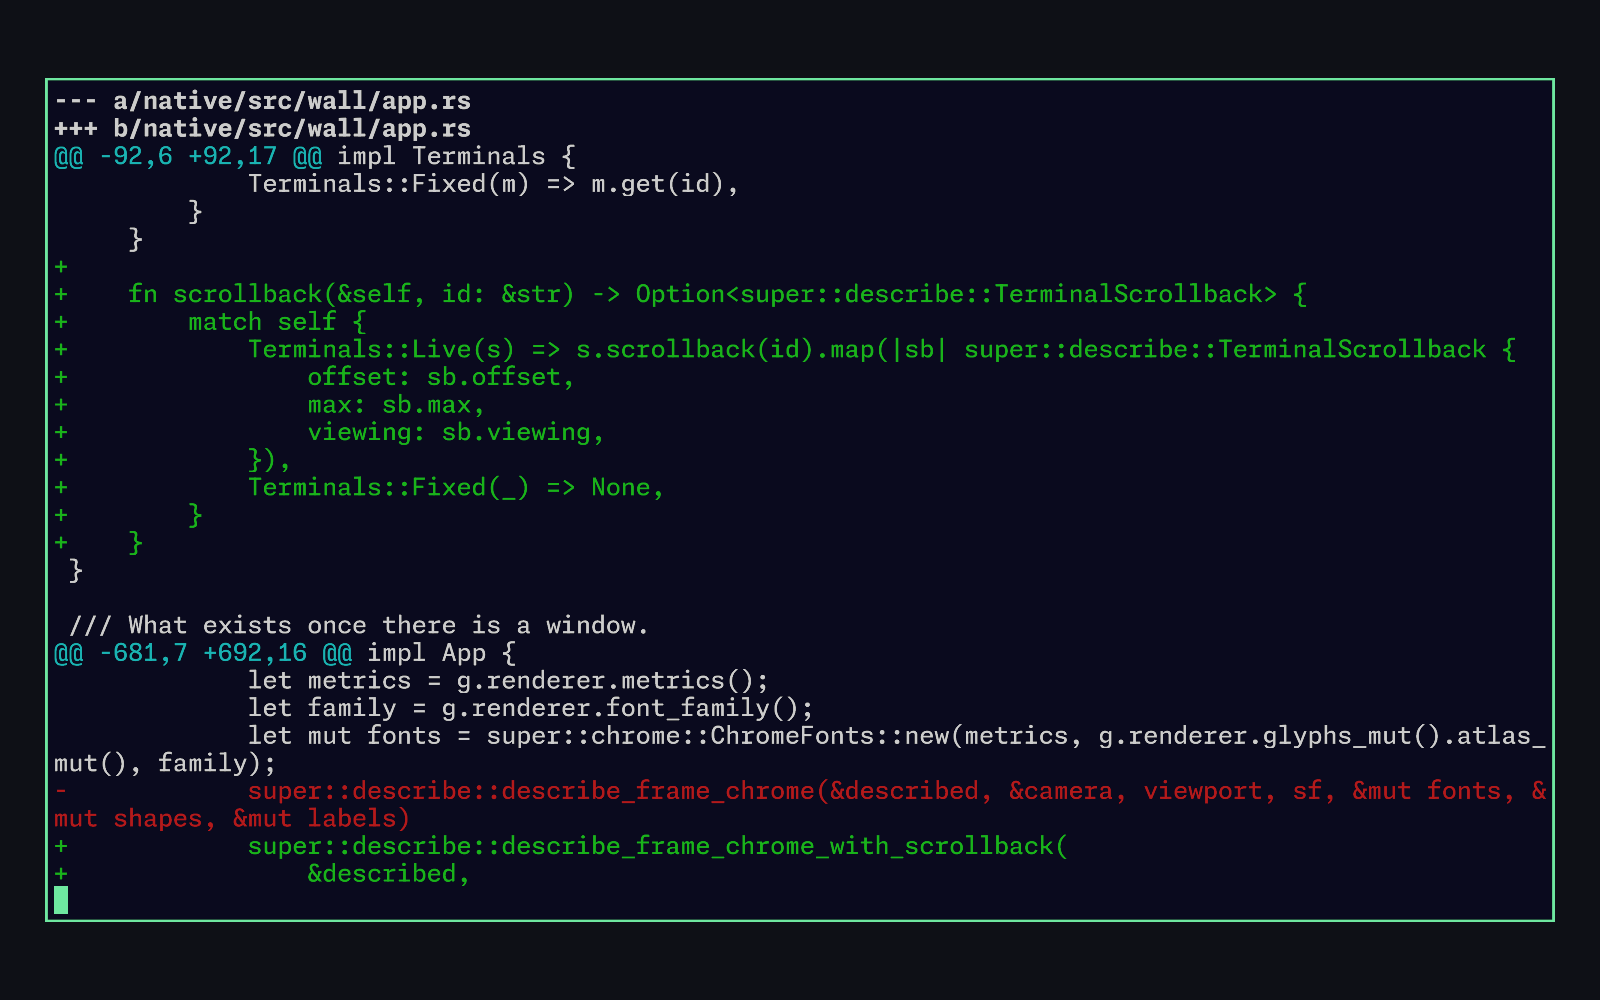 --- a/native/src/wall/app.rs
+++ b/native/src/wall/app.rs
@@ -92,6 +92,17 @@ impl Terminals {
             Terminals::Fixed(m) => m.get(id),
         }
     }
+
+    fn scrollback(&self, id: &str) -> Option<super::describe::TerminalScrollback> {
+        match self {
+            Terminals::Live(s) => s.scrollback(id).map(|sb| super::describe::TerminalScrollback {
+                offset: sb.offset,
+                max: sb.max,
+                viewing: sb.viewing,
+            }),
+            Terminals::Fixed(_) => None,
+        }
+    }
 }

 /// What exists once there is a window.
@@ -681,7 +692,16 @@ impl App {
             let metrics = g.renderer.metrics();
             let family = g.renderer.font_family();
             let mut fonts = super::chrome::ChromeFonts::new(metrics, g.renderer.glyphs_mut().atlas_
mut(), family);
-            super::describe::describe_frame_chrome(&described, &camera, viewport, sf, &mut fonts, &
mut shapes, &mut labels)
+            super::describe::describe_frame_chrome_with_scrollback(
+                &described,